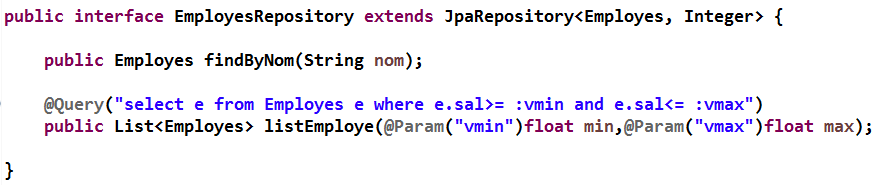 public interface EmployesRepository extends JpaRepository<Employes, Integer> {
public Employes findByNom(String nom);
@Query("select e from Employes e where e.sal>= :vmin and e.sal<= :vmax")
public List<Employes> listEmploye(@Param("vmin")float min,@Param("vmax")float max);
}